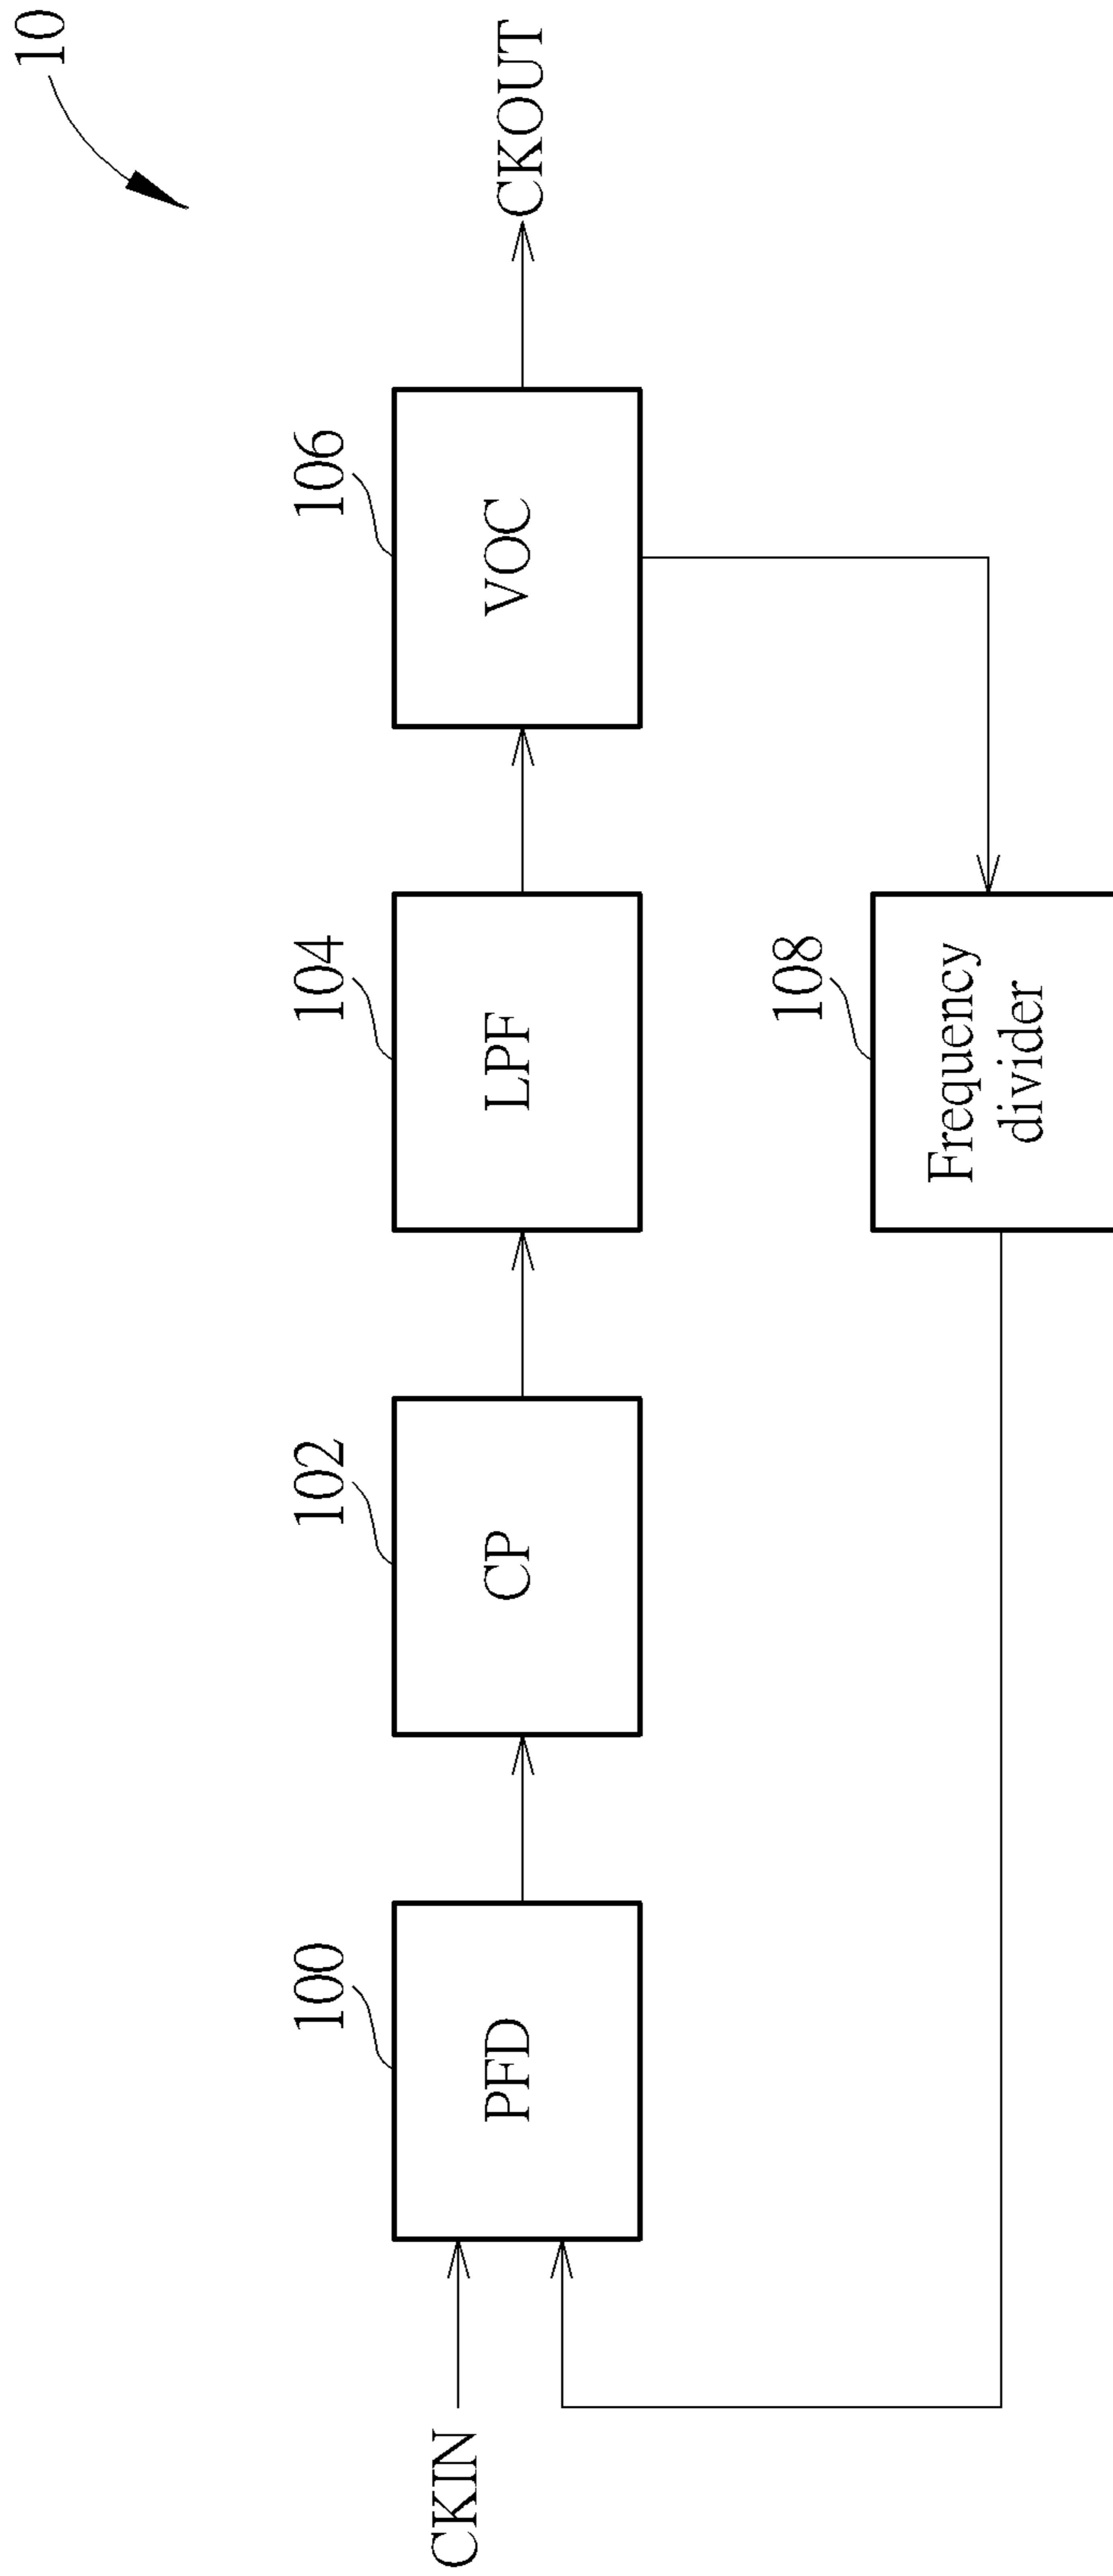 10
100
102
104
106
CKIN
PFD
CP
LPF
VOC
CKOUT
108
Frequency
divider